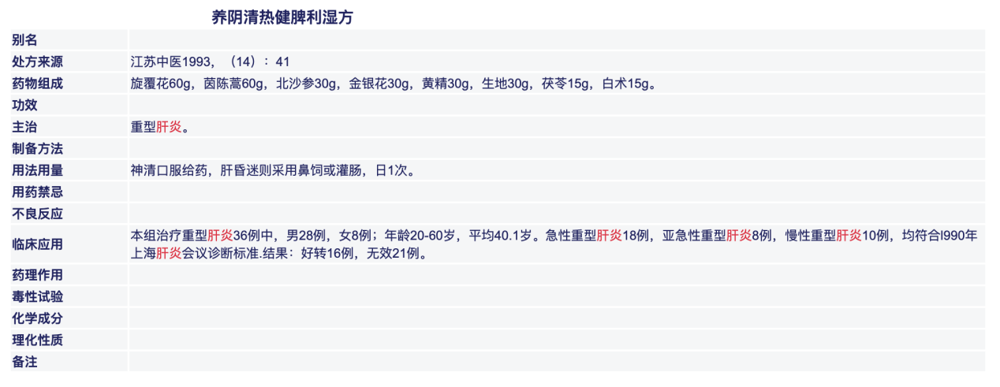 养阴清热健脾利湿方
别名
处方来源 江苏中医1993，（14）：41
药物组成 旋覆花60g，茵陈蒿60g，北沙参30g，金银花30g，黄精30g，生地30g，茯苓15g，白术15g。
功效
主治 重型肝炎。
制备方法
用法用量 神清口服给药，肝昏迷则采用鼻饲或灌肠，日1次。
用药禁忌
不良反应
临床应用 本组治疗重型肝炎36例中，男28例，女8例；年龄20-60岁，平均40.1岁。急性重型肝炎18例，亚急性重型肝炎8例，慢性重型肝炎10例，均符合l990年
上海肝炎会议诊断标准.结果：好转16例，无效21例。
药理作用
毒性试验
化学成分
理化性质
备注